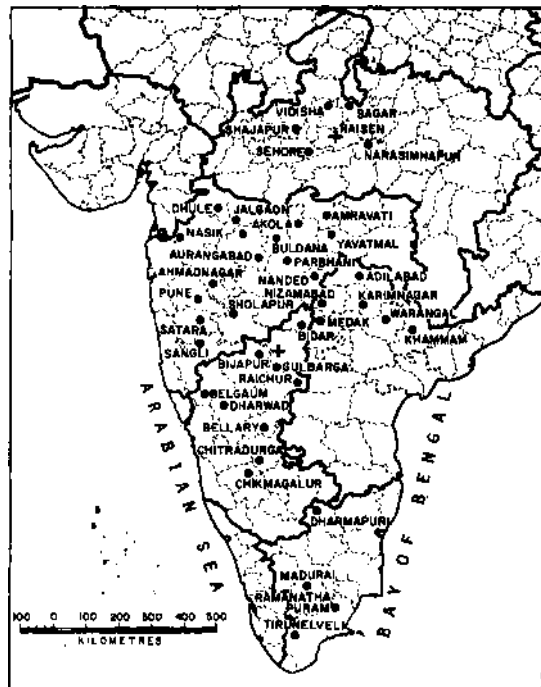 VIDISHA
SAGAR
SHAJAPUR
RAISEN
SEHORE
NARASIMHAPUR
DHULE
JALGAON
AKOLA
AMRAVATI
NASIK
BULDANA
YAVATMAL
AURANGABAD
PARBHANI
AHMADNAGAR
NANDED
ADILABAD
PUNE
NIZAMABAD
KARIMNAGAR
SHOLAPUR
WARANGAL
SATARA
MEDAK
KHAMMAM
BIDAR
SANGLI
BIJAPUR
GULBARGA
RAICHUR
BELGAUM
DHARWAD
BELLARY
CHITRADURGA
CHIKMAGALUR
DHARMAPURI
ARABIAN SEA
BAY OF BENGAL
MADURAI
RAMANATHA
PURAM
TIRUNELVELI
100 0 100 200 300 400 500
KILOMETRES